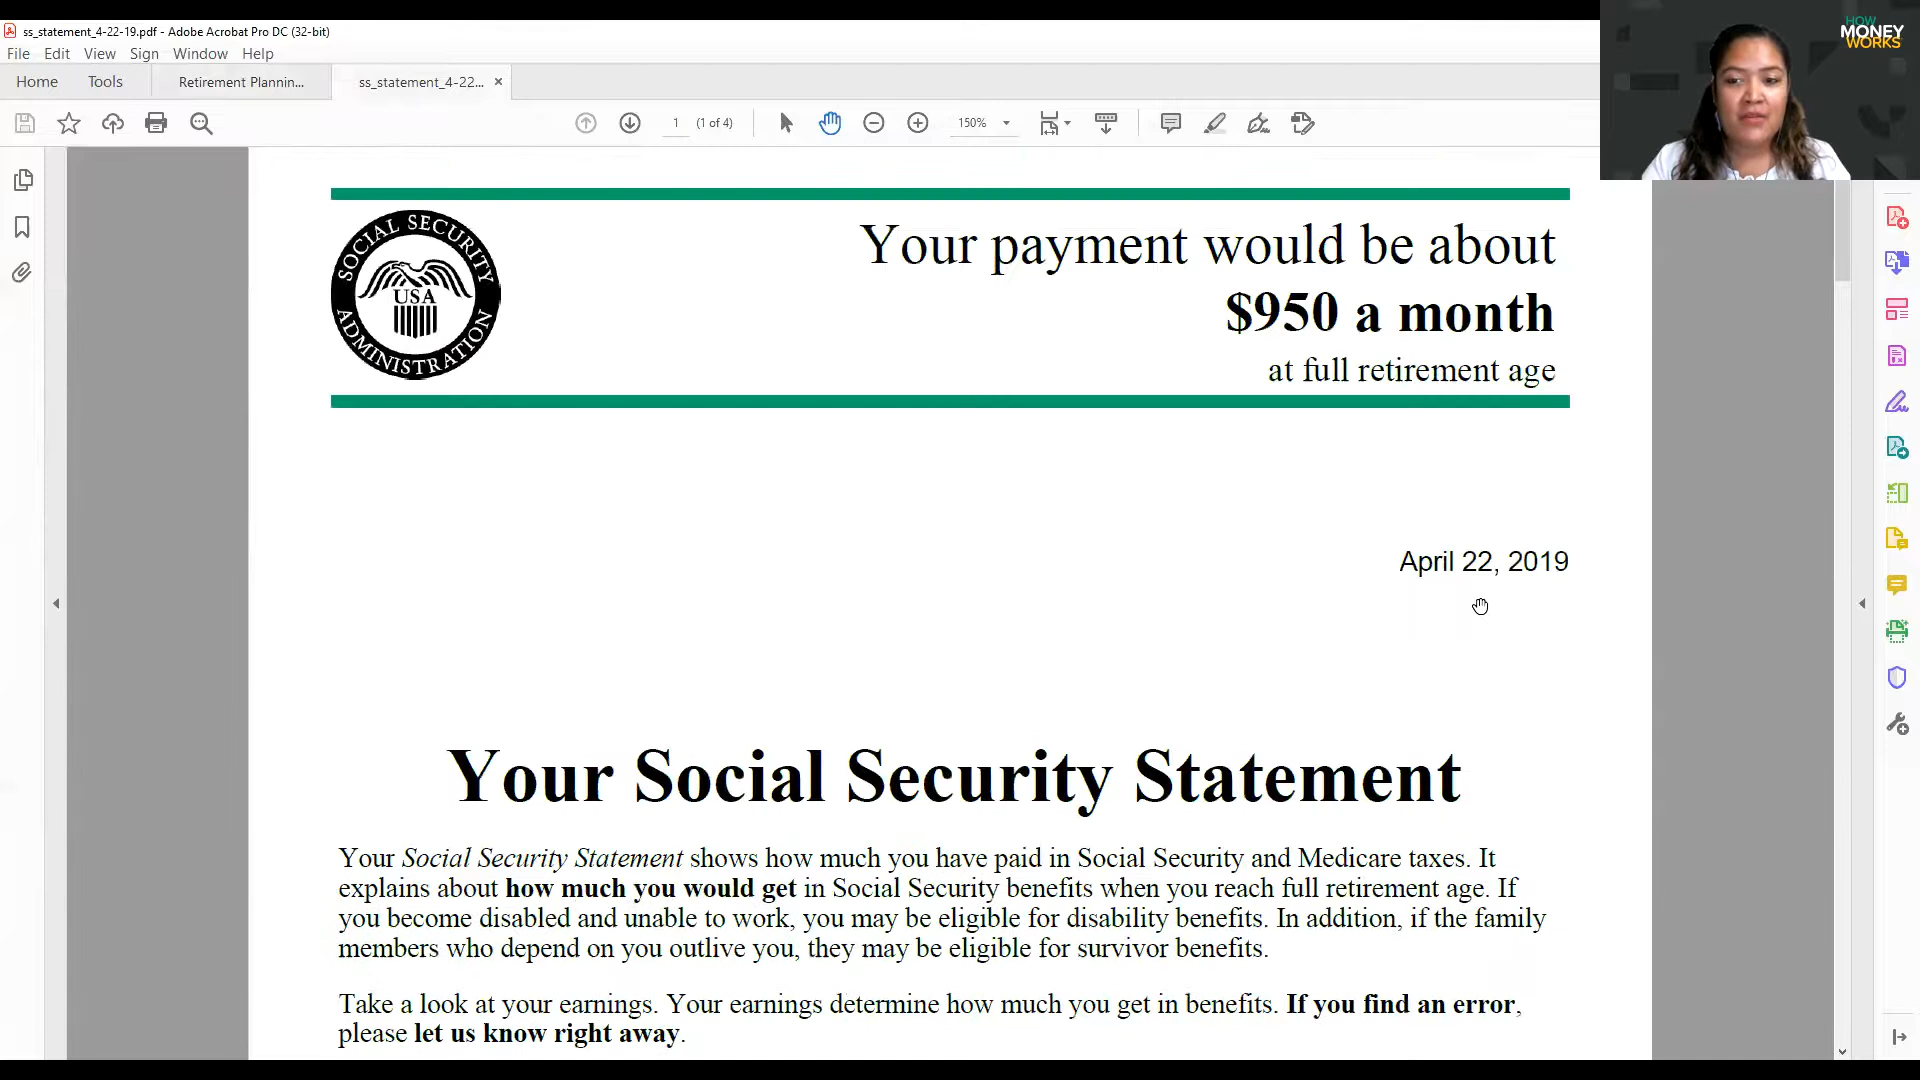 ss_statement_4-22-19.pdf - Adobe Acrobat Pro DC (32-bit)
File Edit View Sign Window Help
Home Tools Retirement Plannin... ss_statement_4-22... ×
1 (1 of 4) 150%
HOW
MONEY
WORKS
SOCIAL SECURITY
USA
ADMINISTRATION
Your payment would be about
$950 a month
at full retirement age
April 22, 2019
Your Social Security Statement
Your Social Security Statement shows how much you have paid in Social Security and Medicare taxes. It
explains about how much you would get in Social Security benefits when you reach full retirement age. If
you become disabled and unable to work, you may be eligible for disability benefits. In addition, if the family
members who depend on you outlive you, they may be eligible for survivor benefits.
Take a look at your earnings. Your earnings determine how much you get in benefits. If you find an error,
please let us know right away.